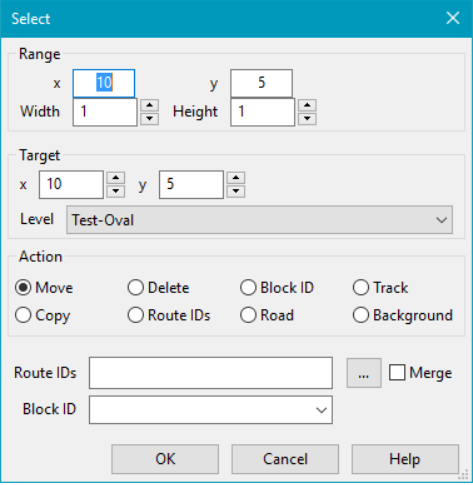 Select
Range
x 10 y 5
Width 1 Height 1
Target
x 10 y 5
Level Test-Oval
Action
Move Delete Block ID Track
Copy Route IDs Road Background
Route IDs ... Merge
Block ID
OK Cancel Help